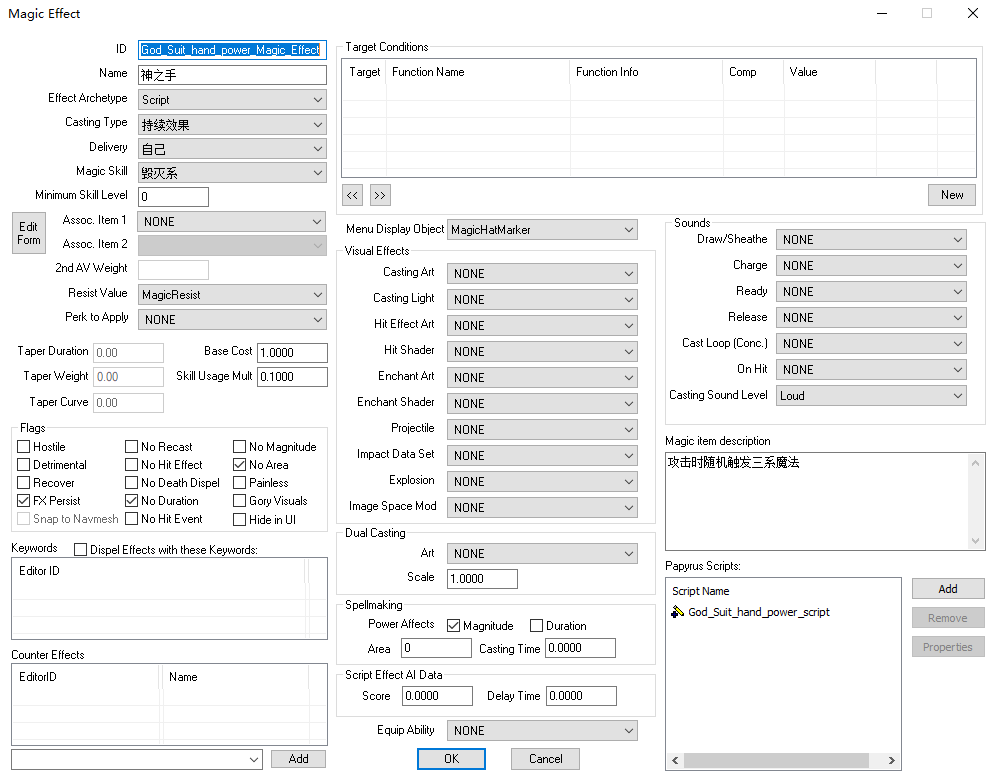 Magic Effect
ID God_Suit_hand_power_Magic_Effect
Name 神之手
Effect Archetype Script
Casting Type 持续效果
Delivery 自己
Magic Skill 毁灭系
Minimum Skill Level 0
Edit Form
Assoc. Item 1 NONE
Assoc. Item 2
2nd AV Weight
Resist Value MagicResist
Perk to Apply NONE
Taper Duration 0.00 Base Cost 1.0000
Taper Weight 0.00 Skill Usage Mult 0.1000
Taper Curve 0.00
Flags
Hostile No Recast No Magnitude
Detrimental No Hit Effect No Area
Recover No Death Dispel Painless
FX Persist No Duration Gory Visuals
Snap to Navmesh No Hit Event Hide in UI
Keywords Dispel Effects with these Keywords:
Editor ID
Counter Effects
EditorID Name
Add
Target Conditions
Target Function Name Function Info Comp Value
<< >> New
Menu Display Object MagicHatMarker
Visual Effects
Casting Art NONE
Casting Light NONE
Hit Effect Art NONE
Hit Shader NONE
Enchant Art NONE
Enchant Shader NONE
Projectile NONE
Impact Data Set NONE
Explosion NONE
Image Space Mod NONE
Dual Casting
Art NONE
Scale 1.0000
Spellmaking
Power Affects Magnitude Duration
Area 0 Casting Time 0.0000
Script Effect AI Data
Score 0.0000 Delay Time 0.0000
Equip Ability NONE
OK Cancel
Sounds
Draw/Sheathe NONE
Charge NONE
Ready NONE
Release NONE
Cast Loop (Conc.) NONE
On Hit NONE
Casting Sound Level Loud
Magic item description
攻击时随机触发三系魔法
Papyrus Scripts:
Script Name
God_Suit_hand_power_script
Add
Remove
Properties